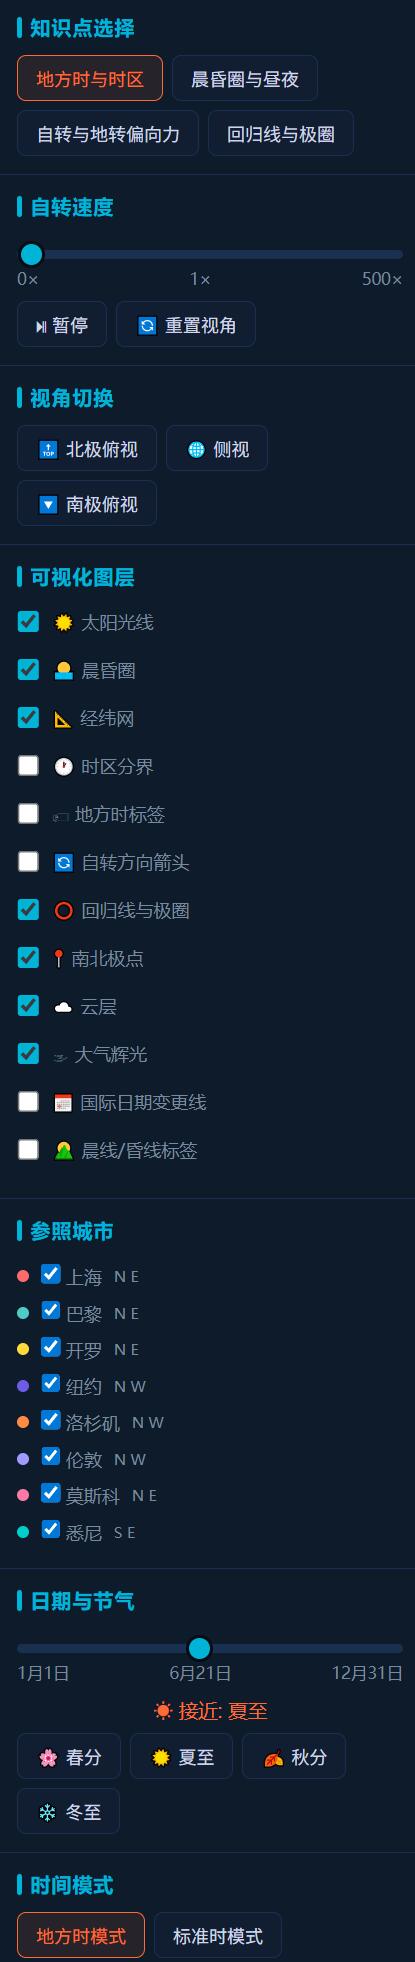 知识点选择
地方时与时区 晨昏圈与昼夜
自转与地转偏向力 回归线与极圈
自转速度
0× 1× 500×
暂停 重置视角
视角切换
TOP 北极俯视 侧视
南极俯视
可视化图层
太阳光线
晨昏圈
经纬网
时区分界
地方时标签
自转方向箭头
回归线与极圈
南北极点
云层
大气辉光
国际日期变更线
晨线/昏线标签
参照城市
上海 N E
巴黎 N E
开罗 N E
纽约 N W
洛杉矶 N W
伦敦 N W
莫斯科 N E
悉尼 S E
日期与节气
1月1日 6月21日 12月31日
接近: 夏至
春分 夏至 秋分
冬至
时间模式
地方时模式 标准时模式